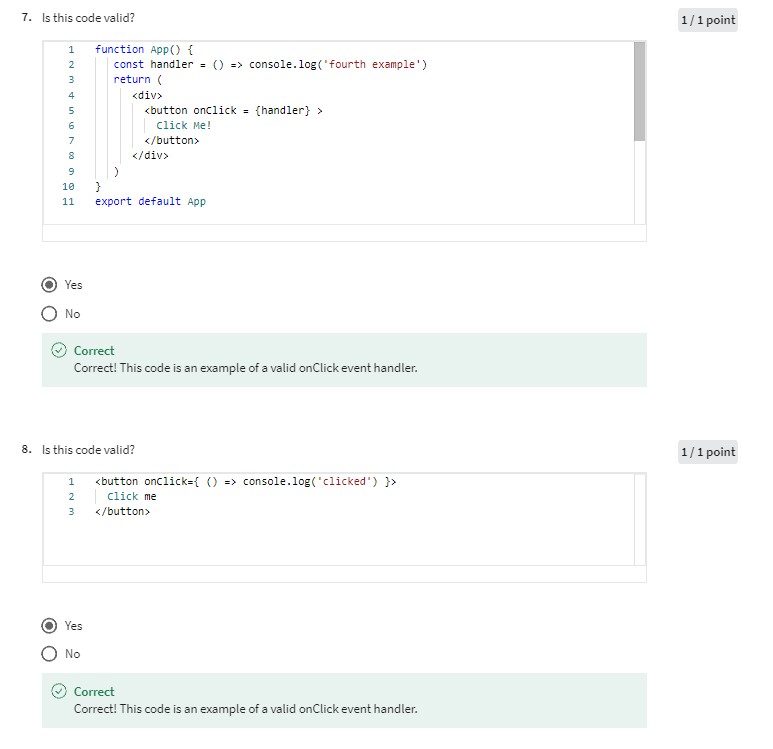 7. Is this code valid?
1 / 1 point
1 function App() {
2 const handler = () => console.log('fourth example')
3 return (
4 <div>
5 <button onClick = {handler} >
6 Click Me!
7 </button>
8 </div>
9 )
10 }
11 export default App
Yes
No
Correct
Correct! This code is an example of a valid onClick event handler.
8. Is this code valid?
1 / 1 point
1 <button onClick={ () => console.log('clicked') }>
2 Click me
3 </button>
Yes
No
Correct
Correct! This code is an example of a valid onClick event handler.